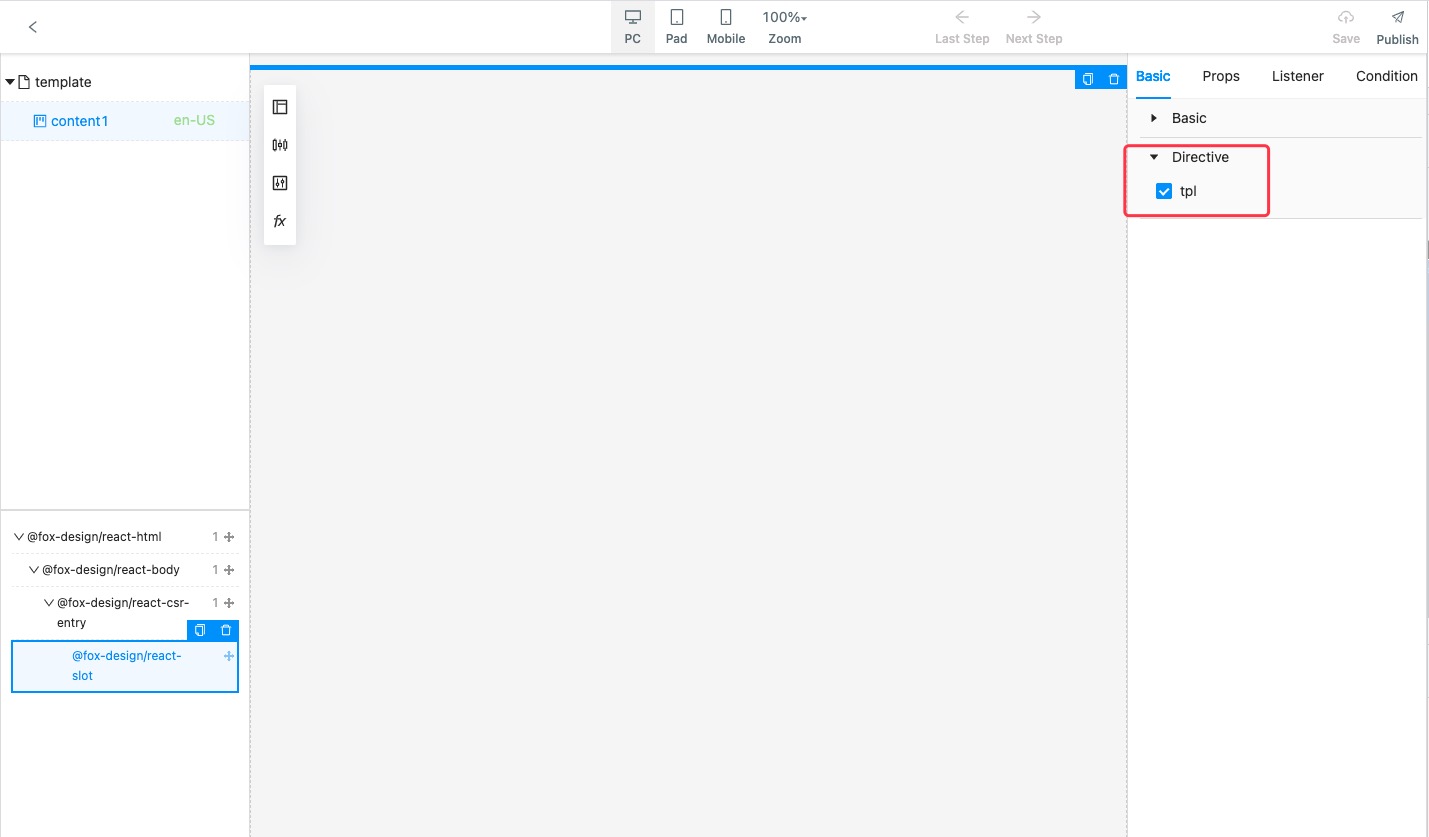 PC
Pad
Mobile
100%
Zoom
Last Step
Next Step
Save
Publish
template
content1 en-US
fx
Basic Props Listener Condition
Basic
Directive
tpl
@fox-design/react-html 1
@fox-design/react-body 1
@fox-design/react-csr- 1
entry
@fox-design/react-
slot